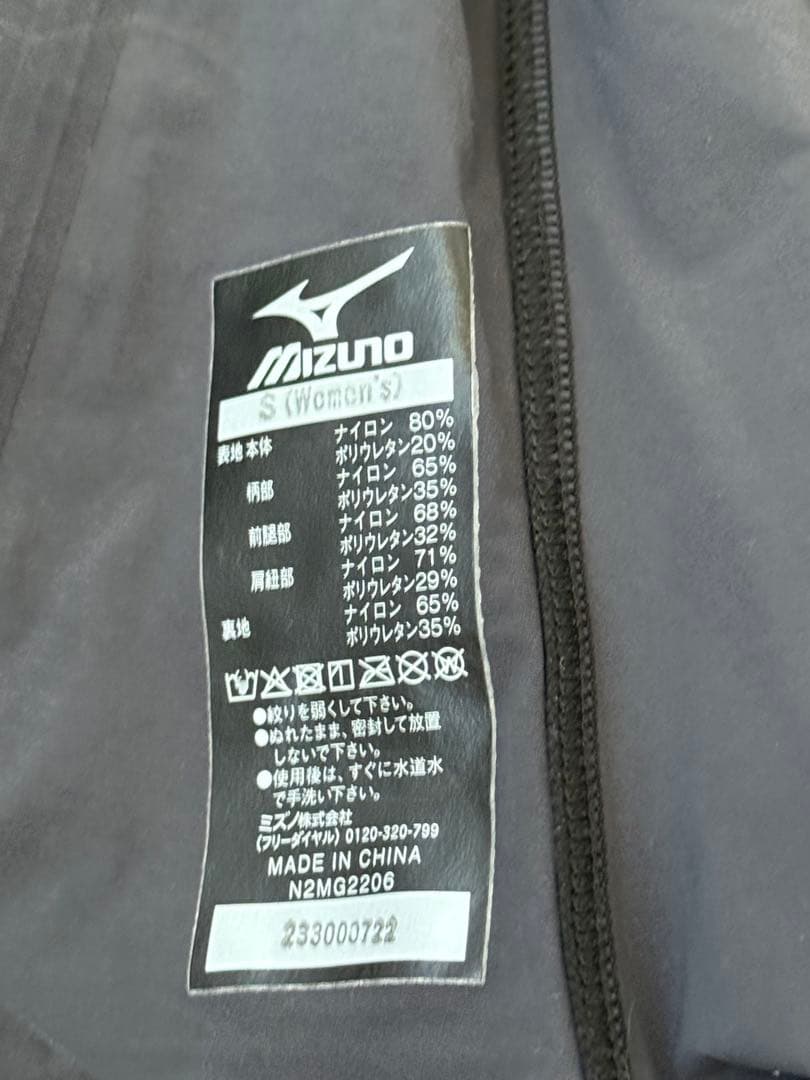 MIZUNO
S (Women's)
表地 本体 ナイロン 80%
ポリウレタン20%
柄部 ナイロン 65%
ポリウレタン35%
前腿部 ナイロン 68%
ポリウレタン32%
肩紐部 ナイロン 71%
ポリウレタン29%
裏地 ナイロン 65%
ポリウレタン35%
●絞りを弱くして下さい。
●ぬれたまま、密封して放置
しないで下さい。
●使用後は、すぐに水道水
で手洗い下さい。
ミズノ株式会社
(フリーダイヤル) 0120-320-799
MADE IN CHINA
N2MG2206
233000722